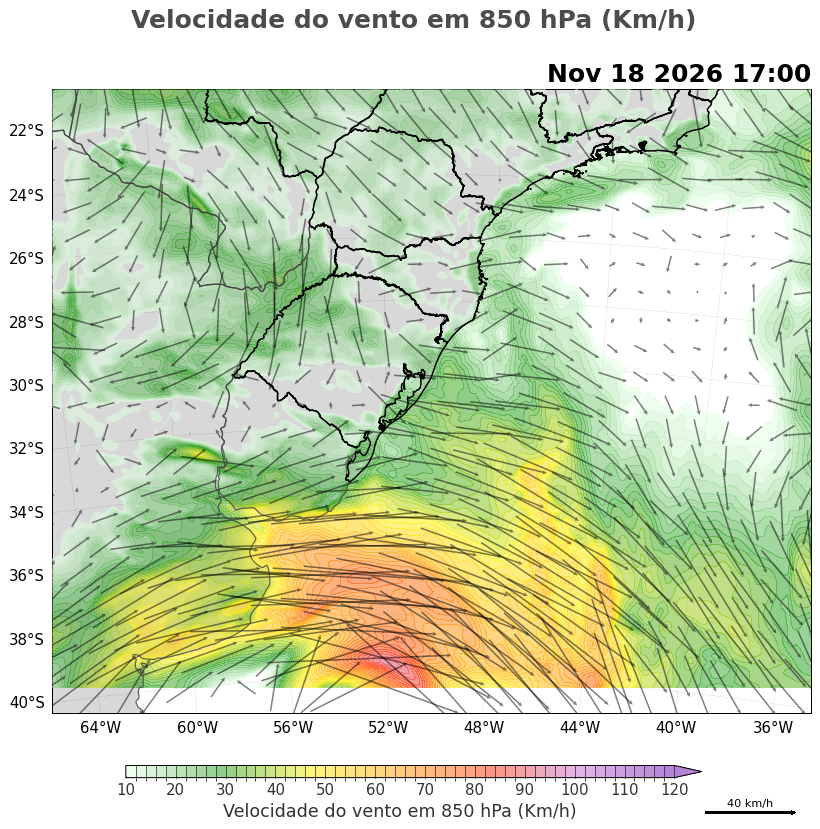 Velocidade do vento em 850 hPa (Km/h)
Nov 18 2026 17:00
22°S
24°S
26°S
28°S
30°S
32°S
34°S
36°S
38°S
40°S
64°W 60°W 56°W 52°W 48°W 44°W 40°W 36°W
10 20 30 40 50 60 70 80 90 100 110 120
Velocidade do vento em 850 hPa (Km/h)
40 km/h